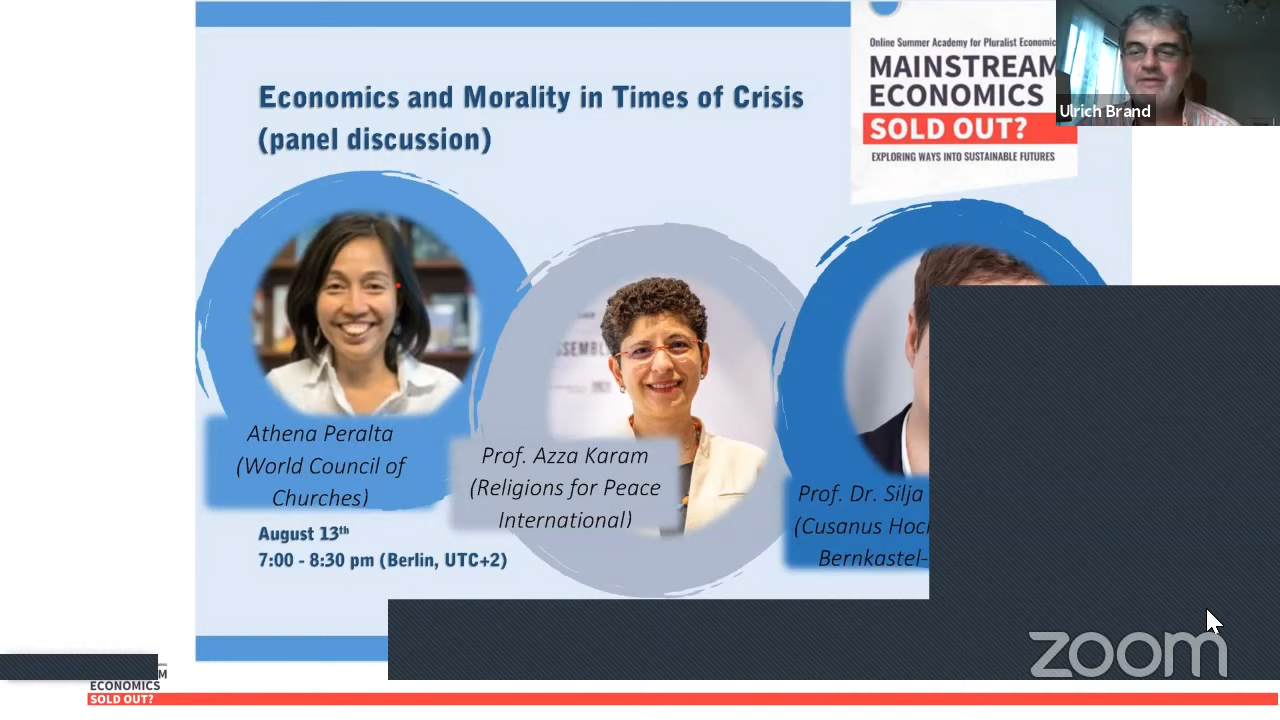 Online Summer Academy for Pluralist Economic
MAINSTREAM
ECONOMICS
SOLD OUT?
EXPLORING WAYS INTO SUSTAINABLE FUTURES
Ulrich Brand
Economics and Morality in Times of Crisis
(panel discussion)
Athena Peralta
(World Council of
Churches)
Prof. Azza Karam
(Religions for Peace
International)
Prof. Dr. Silja
(Cusanus Hoc
Bernkastel-
August 13th
7:00 - 8:30 pm (Berlin, UTC+2)
zoom
ECONOMICS
SOLD OUT?